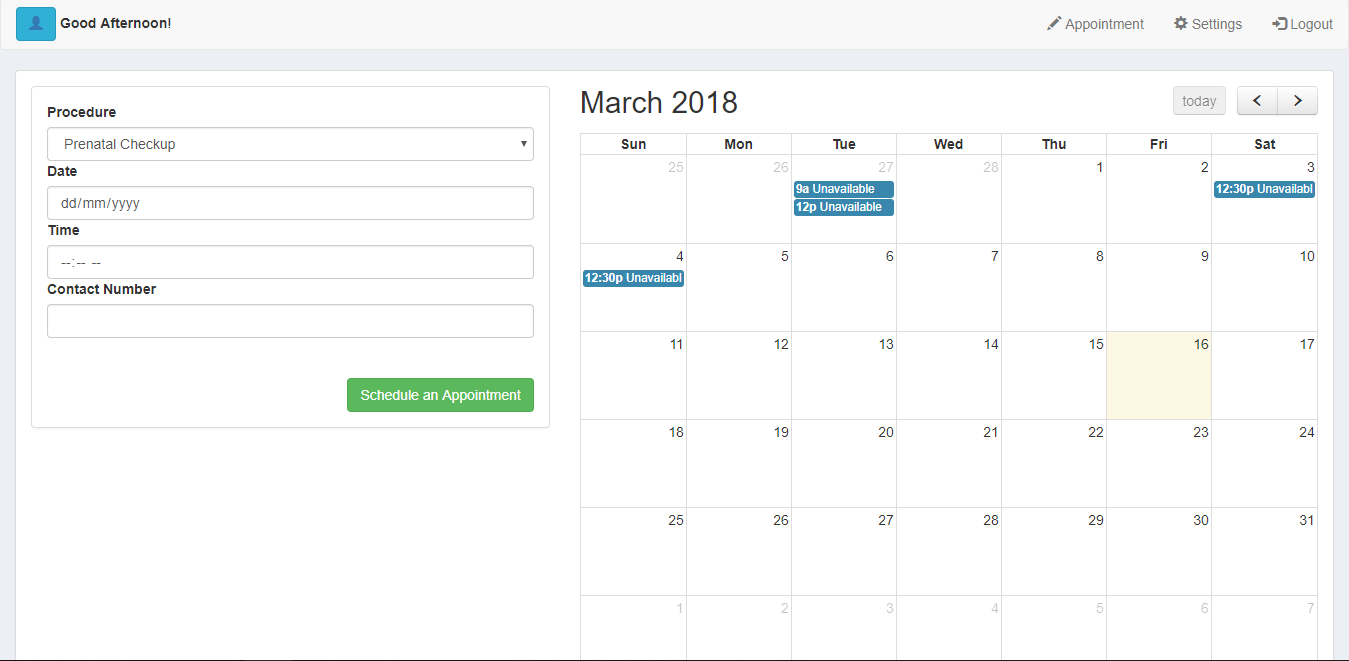 Good Afternoon!
Appointment Settings Logout
Procedure
Prenatal Checkup
Date
dd/mm/yyyy
Time
--:-- --
Contact Number
Schedule an Appointment
March 2018
today
Sun Mon Tue Wed Thu Fri Sat
25 26 27 28 1 2 3
9a Unavailable
12p Unavailable
12:30p Unavailabl
4 5 6 7 8 9 10
12:30p Unavailabl
11 12 13 14 15 16 17
18 19 20 21 22 23 24
25 26 27 28 29 30 31
1 2 3 4 5 6 7